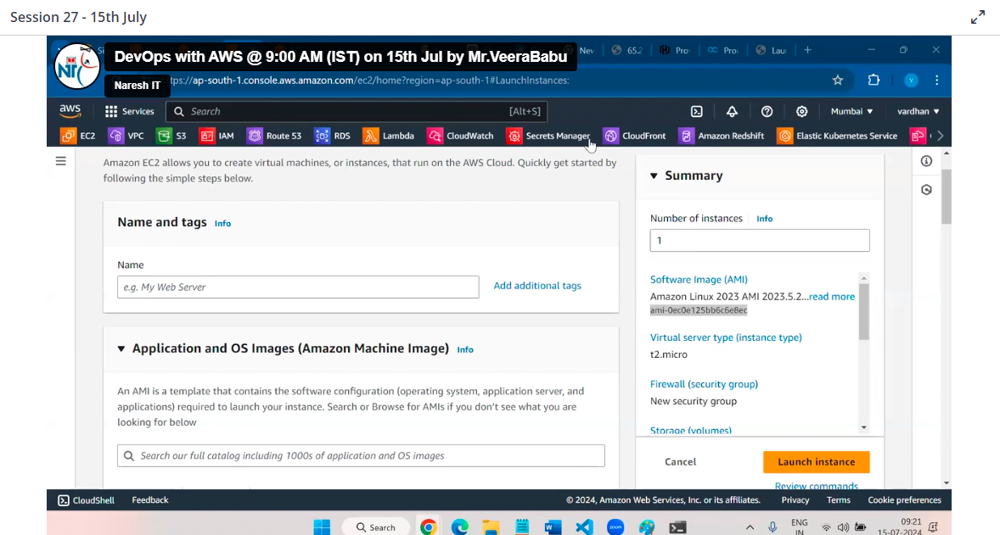 Session 27 - 15th July
DevOps with AWS @ 9:00 AM (IST) on 15th Jul by Mr.VeeraBabu
Nev
65.2
Pro
Pro
Lau
NT
Naresh IT
ps://ap-south-1.console.aws.amazon.com/ec2/home?region=ap-south-1#LaunchInstances:
V
aws
Services
Search
[Alt+S]
Mumbai ▼
vardhan ▼
EC2
VPC
S3
IAM
Route 53
RDS
Lambda
CloudWatch
Secrets Manager
CloudFront
Amazon Redshift
Elastic Kubernetes Service
Amazon EC2 allows you to create virtual machines, or instances, that run on the AWS Cloud. Quickly get started by
following the simple steps below.
Name and tags Info
Name
e.g. My Web Server
Add additional tags
▼ Application and OS Images (Amazon Machine Image) Info
An AMI is a template that contains the software configuration (operating system, application server, and
applications) required to launch your instance. Search or Browse for AMIs if you don't see what you are
looking for below
Search our full catalog including 1000s of application and OS images
▼ Summary
Number of instances Info
1
Software Image (AMI)
Amazon Linux 2023 AMI 2023.5.2...read more
ami-0ec0e125bb6c6e8ec
Virtual server type (instance type)
t2.micro
Firewall (security group)
New security group
Storage (volumes)
Cancel
Launch instance
Review commands
CloudShell
Feedback
© 2024, Amazon Web Services, Inc. or its affiliates.
Privacy
Terms
Cookie preferences
Search
zoom
ENG
IN
09:21
15-07-2024